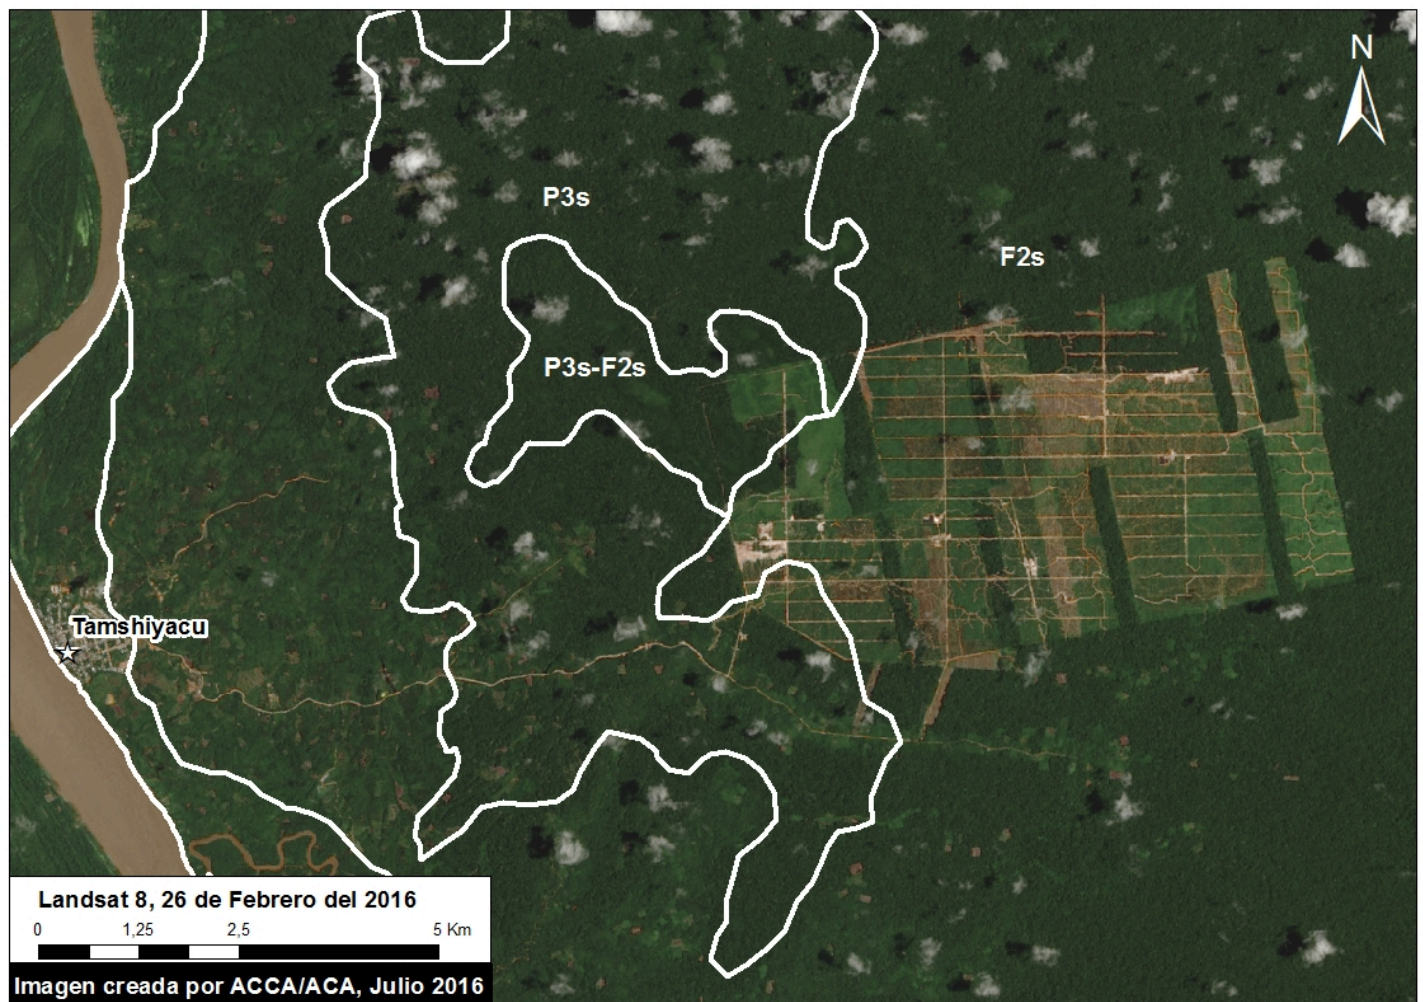 N
P3s
F2s
P3s-F2s
Tamshiyacu
Landsat 8, 26 de Febrero del 2016
0 1,25 2,5 5 Km
Imagen creada por ACCA/ACA, Julio 2016